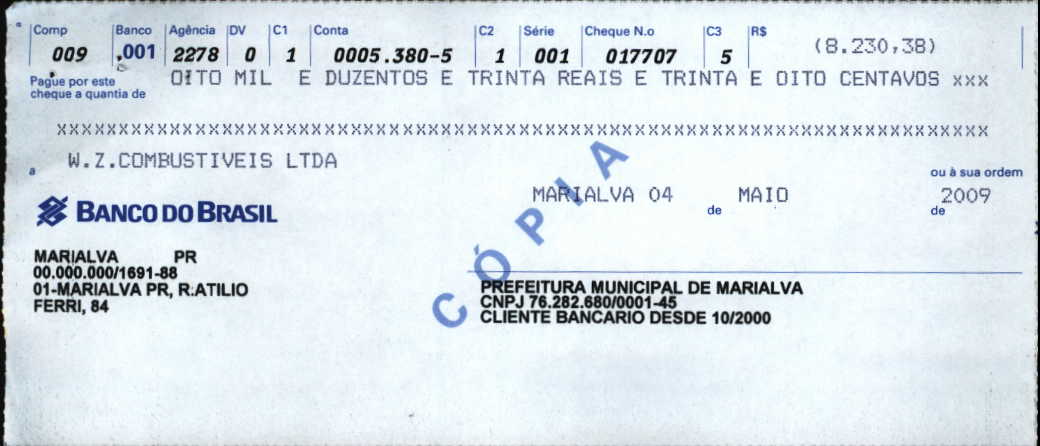 Comp Banco Agência DV C1 Conta C2 Série Cheque N.o C3 R$
009 001 2278 0 1 0005.380-5 1 001 017707 5 (8.230,38)
Pague por este
cheque a quantia de OITO MIL E DUZENTOS E TRINTA REAIS E TRINTA E OITO CENTAVOS xxx
xxxxxxxxxxxxxxxxxxxxxxxxxxxxxxxxxxxxxxxxxxxxxxxxxxxxxxxxxxxxxxxxxxxxxxxxxxx
a W.Z.COMBUSTIVEIS LTDA ou à sua ordem
MARIALVA 04 de MAIO de 2009
CÓPIA
BANCO DO BRASIL
MARIALVA PR
00.000.000/1691-88
01-MARIALVA PR, R.ATILIO
FERRI, 84
PREFEITURA MUNICIPAL DE MARIALVA
CNPJ 76.282.680/0001-45
CLIENTE BANCARIO DESDE 10/2000